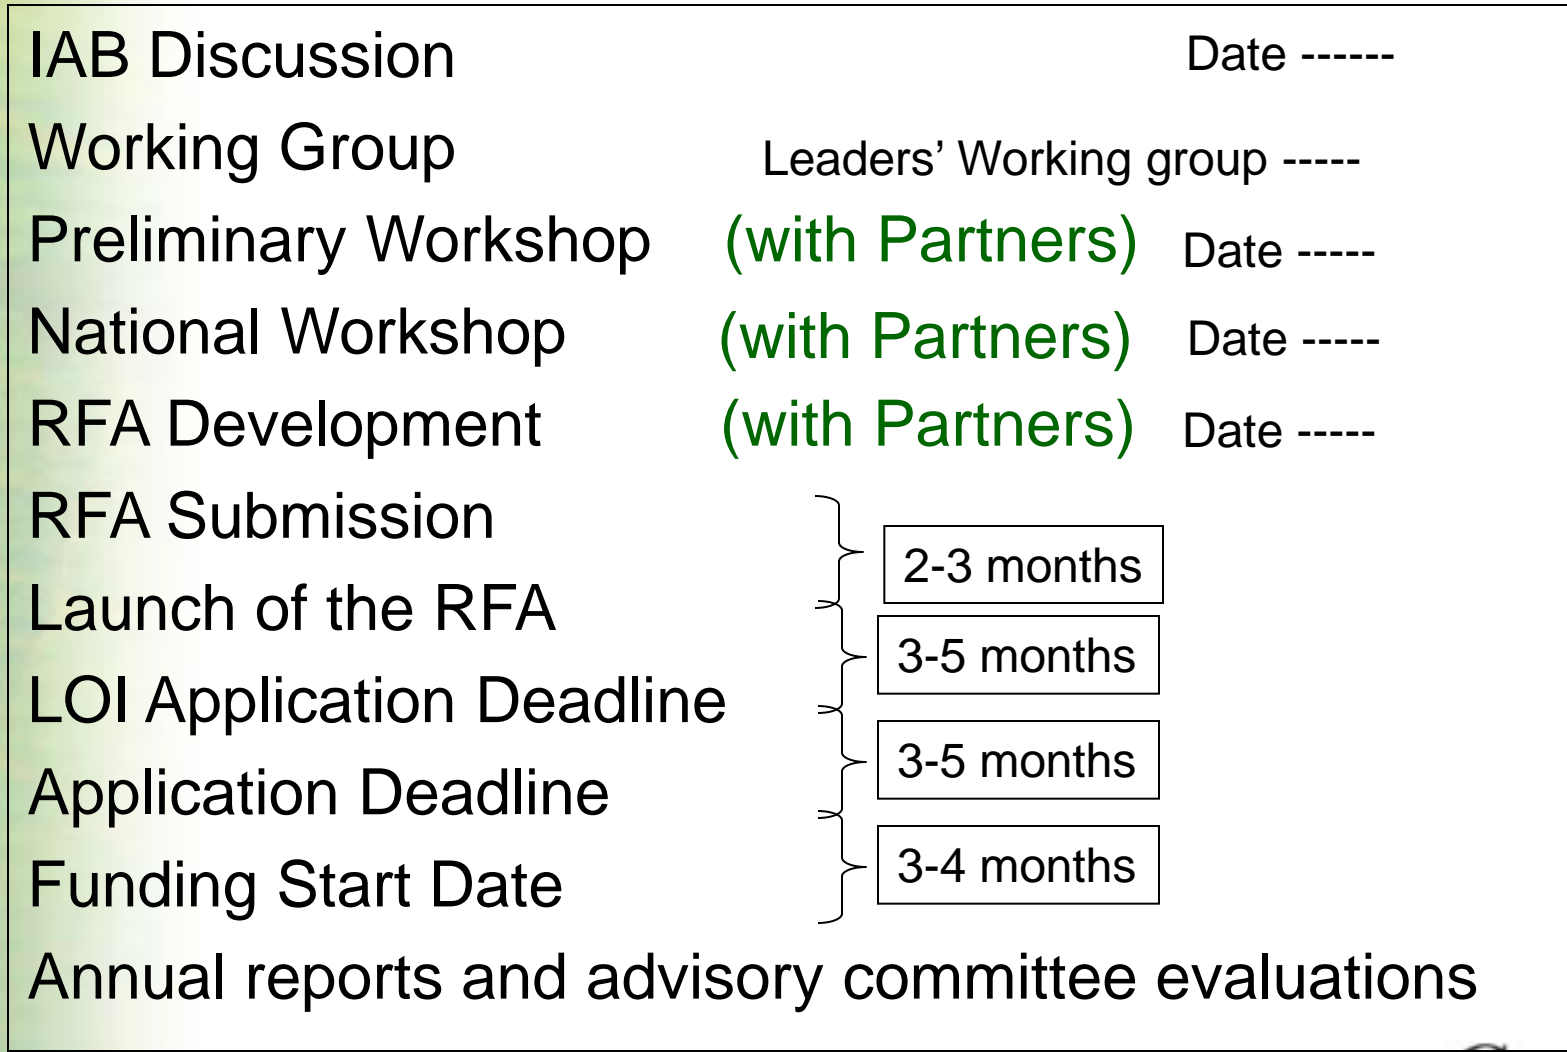 IAB Discussion Date ------
Working Group Leaders’ Working group -----
Preliminary Workshop (with Partners) Date -----
National Workshop (with Partners) Date -----
RFA Development (with Partners) Date -----
RFA Submission
2-3 months
Launch of the RFA
3-5 months
LOI Application Deadline
3-5 months
Application Deadline
3-4 months
Funding Start Date
Annual reports and advisory committee evaluations